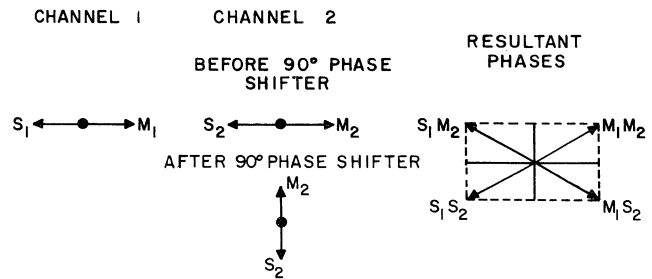 CHANNEL 1
CHANNEL 2
BEFORE 90° PHASE
SHIFTER
RESULTANT
PHASES
S1 M1
S2 M2
AFTER 90° PHASE SHIFTER
M2
S2
S1M2 M1M2
S1S2 M1S2